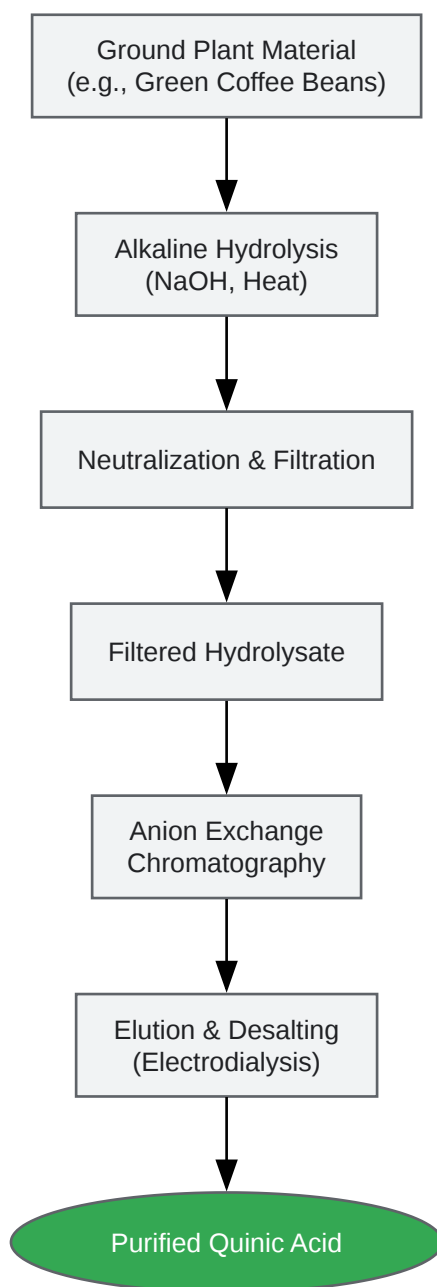 Ground Plant Material
(e.g., Green Coffee Beans)
Alkaline Hydrolysis
(NaOH, Heat)
Neutralization & Filtration
Filtered Hydrolysate
Anion Exchange
Chromatography
Elution & Desalting
(Electrodialysis)
Purified Quinic Acid